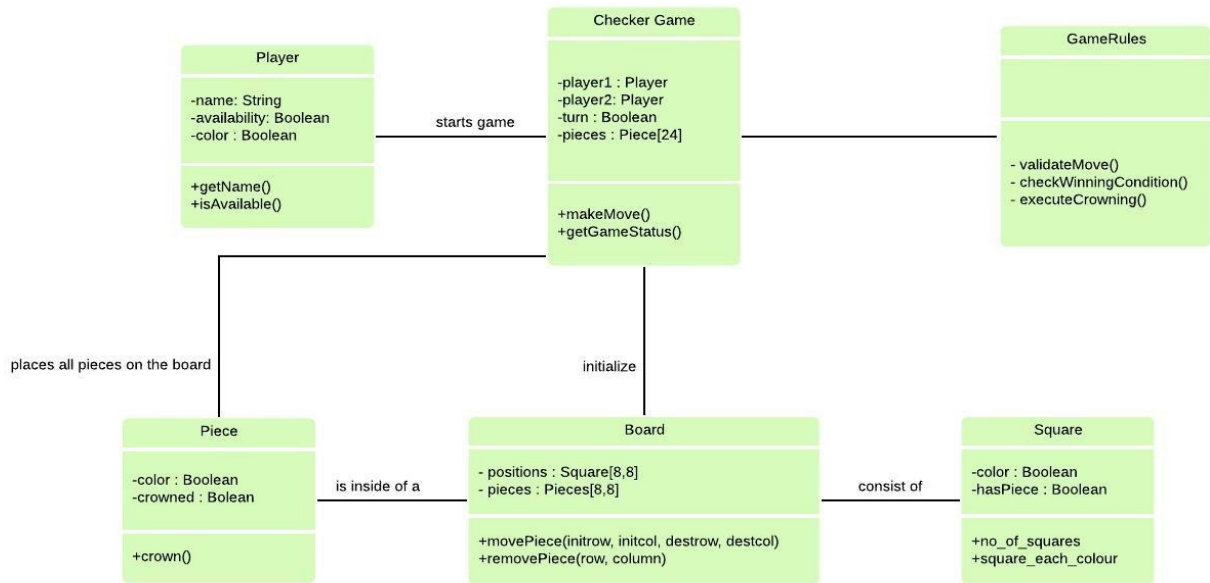 Checker Game
-player1 : Player
-player2: Player
-turn : Boolean
-pieces : Piece[24]
+makeMove()
+getGameStatus()
Player
-name: String
-availability: Boolean
-color : Boolean
+getName()
+isAvailable()
starts game
GameRules
- validateMove()
- checkWinningCondition()
- executeCrowning()
places all pieces on the board
initialize
Piece
-color : Boolean
-crowned : Bolean
+crown()
is inside of a
Board
- positions : Square[8,8]
- pieces : Pieces[8,8]
+movePiece(initrow, initcol, destrow, destcol)
+removePiece(row, column)
consist of
Square
-color : Boolean
-hasPiece : Boolean
+no_of_squares
+square_each_colour